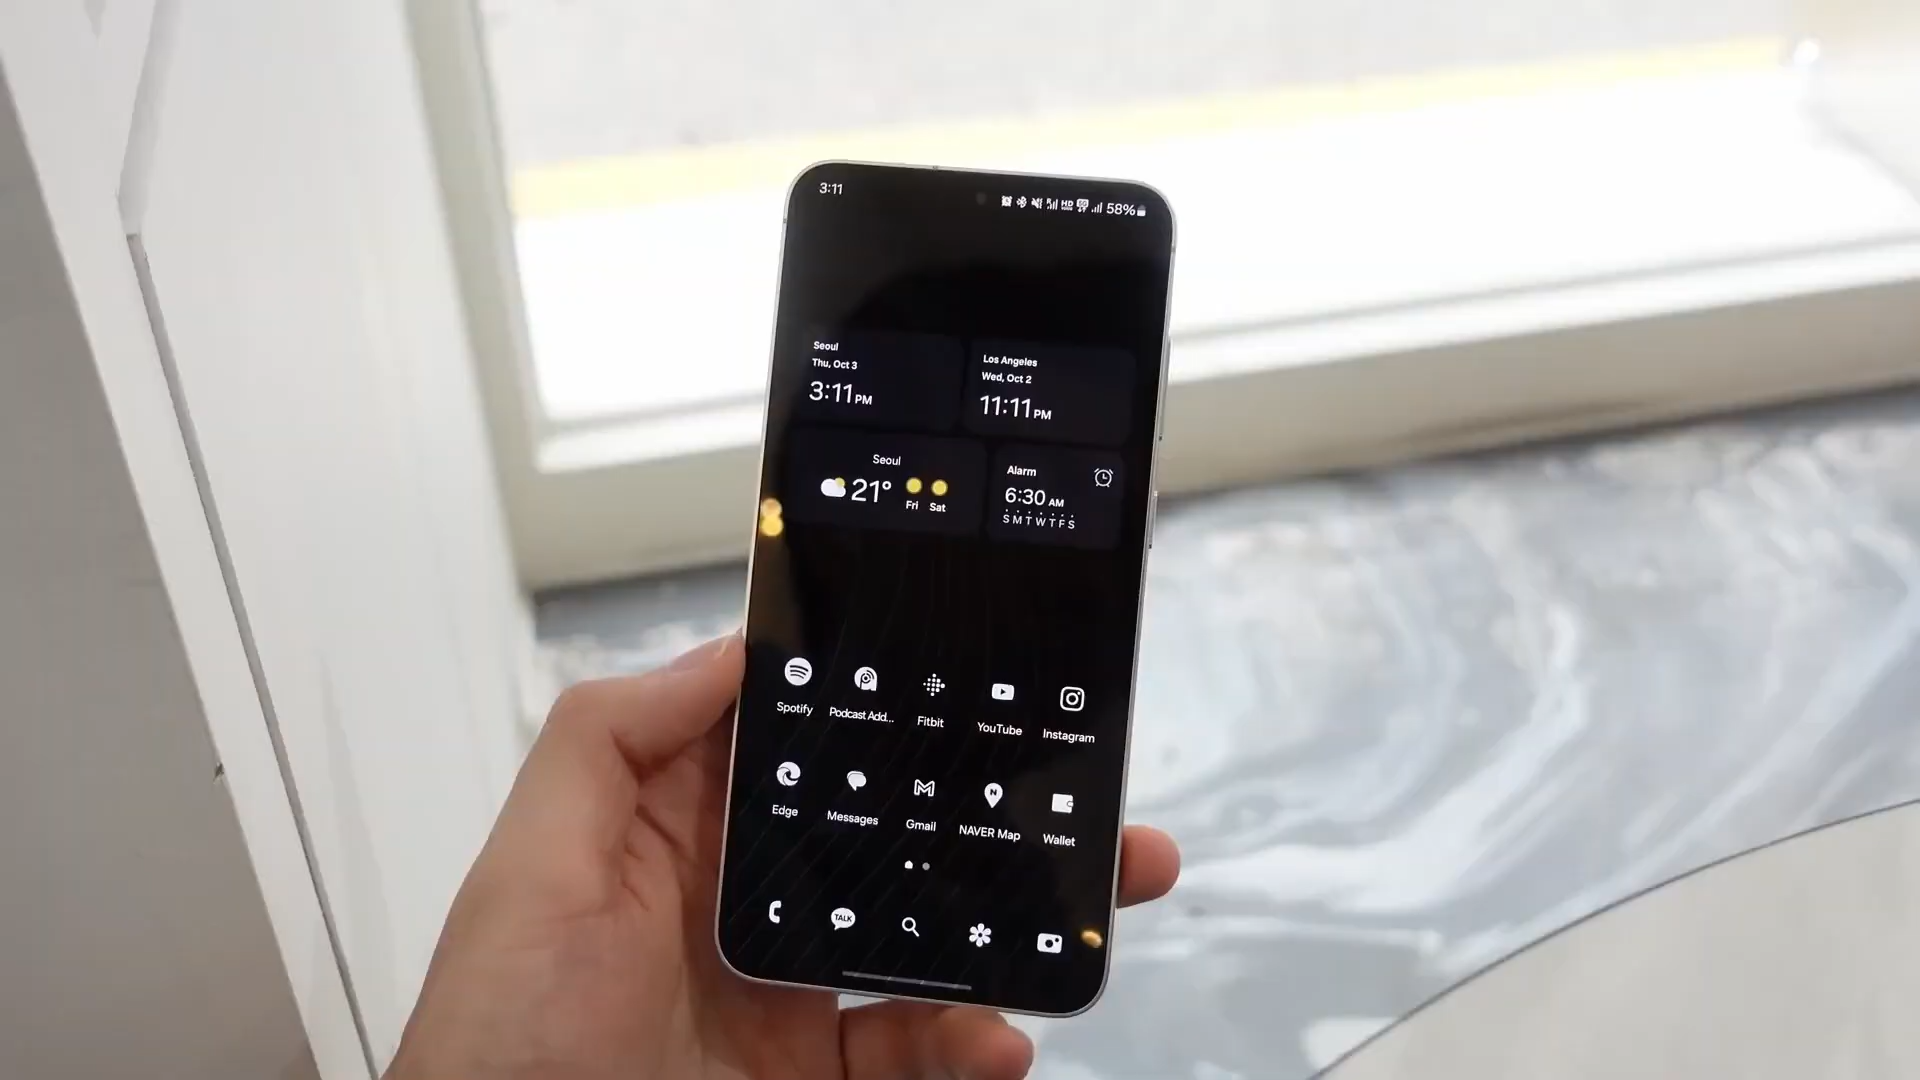 3:11
58%
Seoul
Thu, Oct 3
3:11 PM
Los Angeles
Wed, Oct 2
11:11 PM
Seoul
21°
Fri
Sat
Alarm
6:30 AM
S M T W T F S
Spotify
Podcast Add...
Fitbit
YouTube
Instagram
Edge
Messages
Gmail
NAVER Map
Wallet
TALK